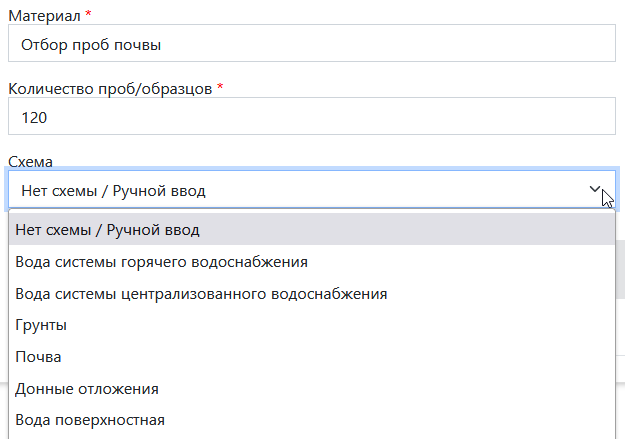 Материал *
Отбор проб почвы
Количество проб/образцов *
120
Схема
Нет схемы / Ручной ввод
Нет схемы / Ручной ввод
Вода системы горячего водоснабжения
Вода системы централизованного водоснабжения
Грунты
Почва
Донные отложения
Вода поверхностная